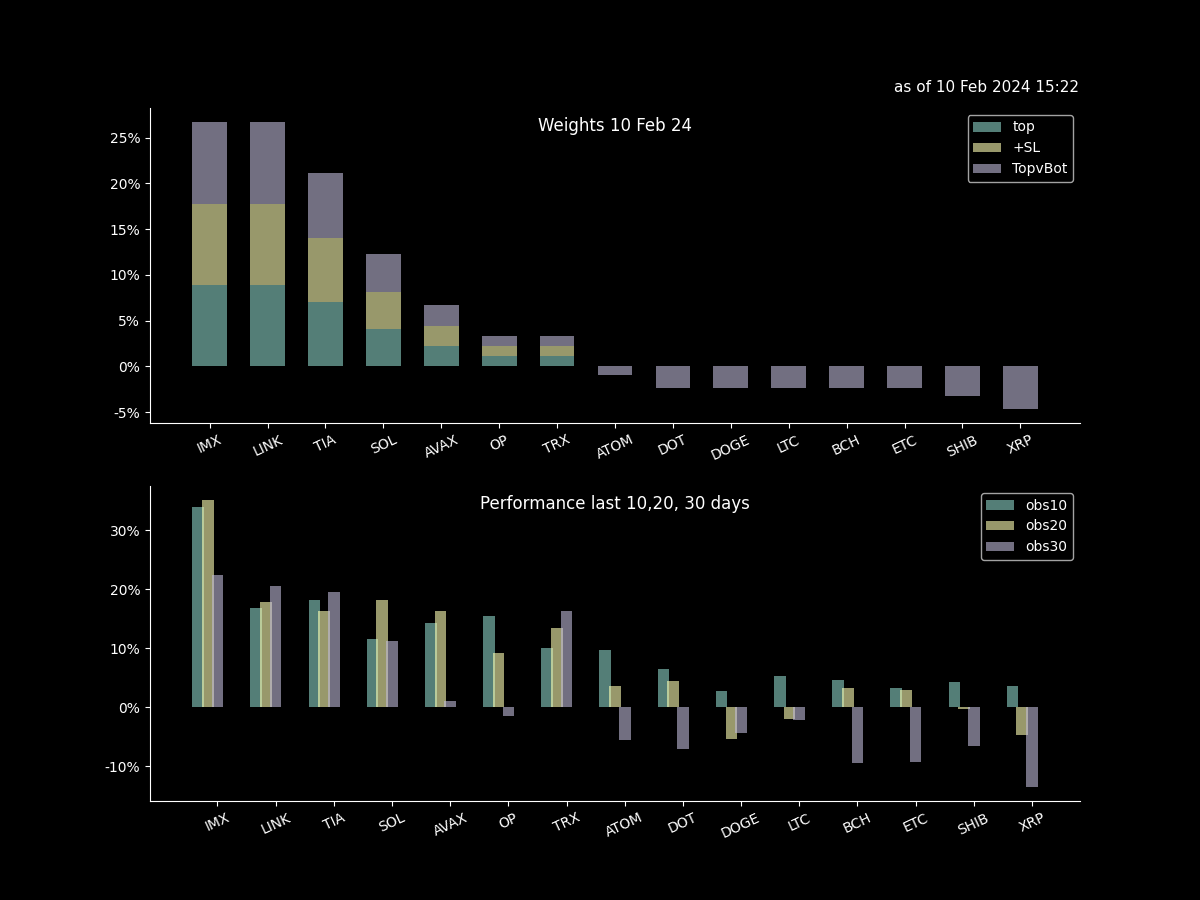 as of 10 Feb 2024 15:22
Weights 10 Feb 24
top
+SL
TopvBot
25%
20%
15%
10%
5%
0%
-5%
IMX LINK TIA SOL AVAX OP TRX ATOM DOT DOGE LTC BCH ETC SHIB XRP
Performance last 10,20, 30 days
obs10
obs20
obs30
30%
20%
10%
0%
-10%
IMX LINK TIA SOL AVAX OP TRX ATOM DOT DOGE LTC BCH ETC SHIB XRP